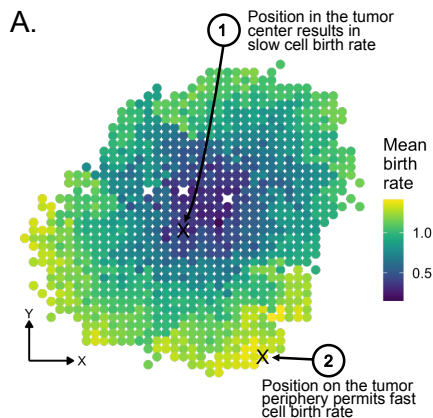 A.
1
Position in the tumor
center results in
slow cell birth rate
Mean
birth
rate
1.0
0.5
Y
X
X
X
2
Position on the tumor
periphery permits fast
cell birth rate